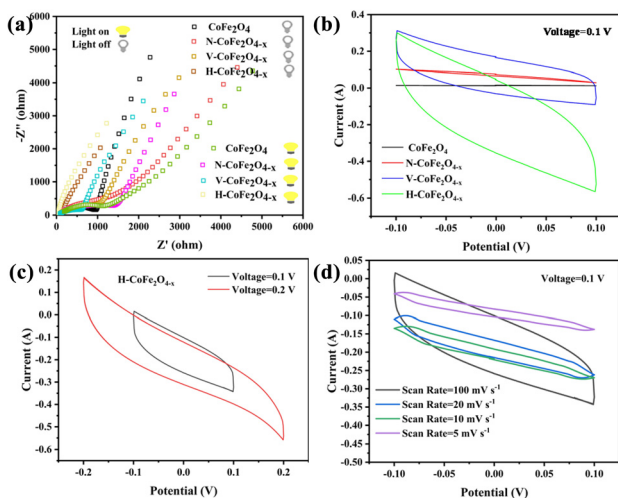 (a)
6000
5000
4000
3000
2000
1000
0
-Z'' (ohm)
Light on
Light off
CoFe2O4
N-CoFe2O4-x
V-CoFe2O4-x
H-CoFe2O4-x
CoFe2O4
N-CoFe2O4-x
V-CoFe2O4-x
H-CoFe2O4-x
0 1000 2000 3000 4000 5000 6000
Z' (ohm)
(b)
Voltage=0.1 V
0.4
0.2
0.0
-0.2
-0.4
-0.6
-0.8
Current (A)
CoFe2O4
N-CoFe2O4-x
V-CoFe2O4-x
H-CoFe2O4-x
-0.10 -0.05 0.00 0.05 0.10
Potential (V)
(c)
H-CoFe2O4-x
Voltage=0.1 V
Voltage=0.2 V
0.2
0.1
0.0
-0.1
-0.2
-0.3
-0.4
-0.5
-0.6
Current (A)
-0.2 -0.1 0.0 0.1 0.2
Potential (V)
(d)
Voltage=0.1 V
0.05
0.00
-0.05
-0.10
-0.15
-0.20
-0.25
-0.30
-0.35
-0.40
-0.45
-0.50
Current (A)
Scan Rate=100 mV s-1
Scan Rate=20 mV s-1
Scan Rate=10 mV s-1
Scan Rate=5 mV s-1
-0.10 -0.05 0.00 0.05 0.10
Potential (V)